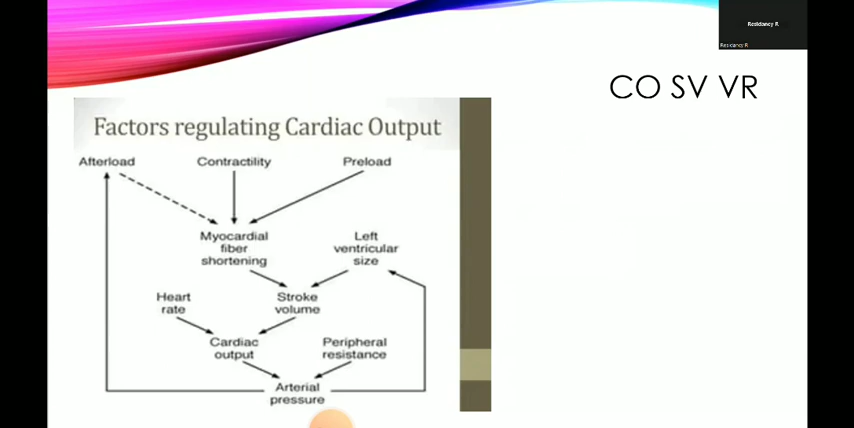 Residancy R
Residancy R
CO SV VR
Factors regulating Cardiac Output
Afterload Contractility Preload
Myocardial
fiber
shortening
Left
ventricular
size
Heart
rate
Stroke
volume
Cardiac
output
Peripheral
resistance
Arterial
pressure